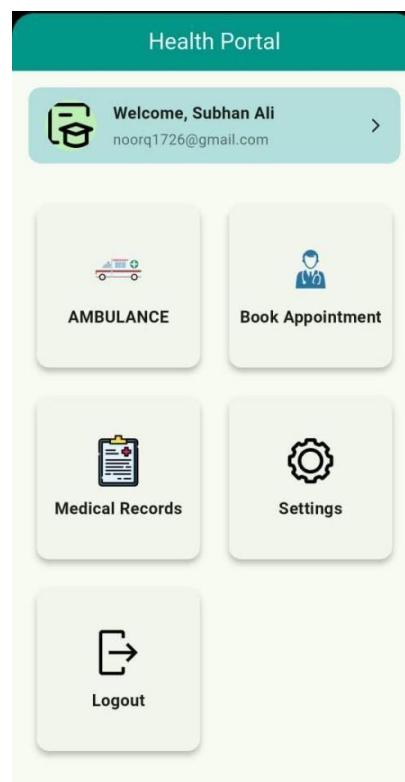 Health Portal
Welcome, Subhan Ali
noorq1726@gmail.com
AMBULANCE
Book Appointment
Medical Records
Settings
Logout